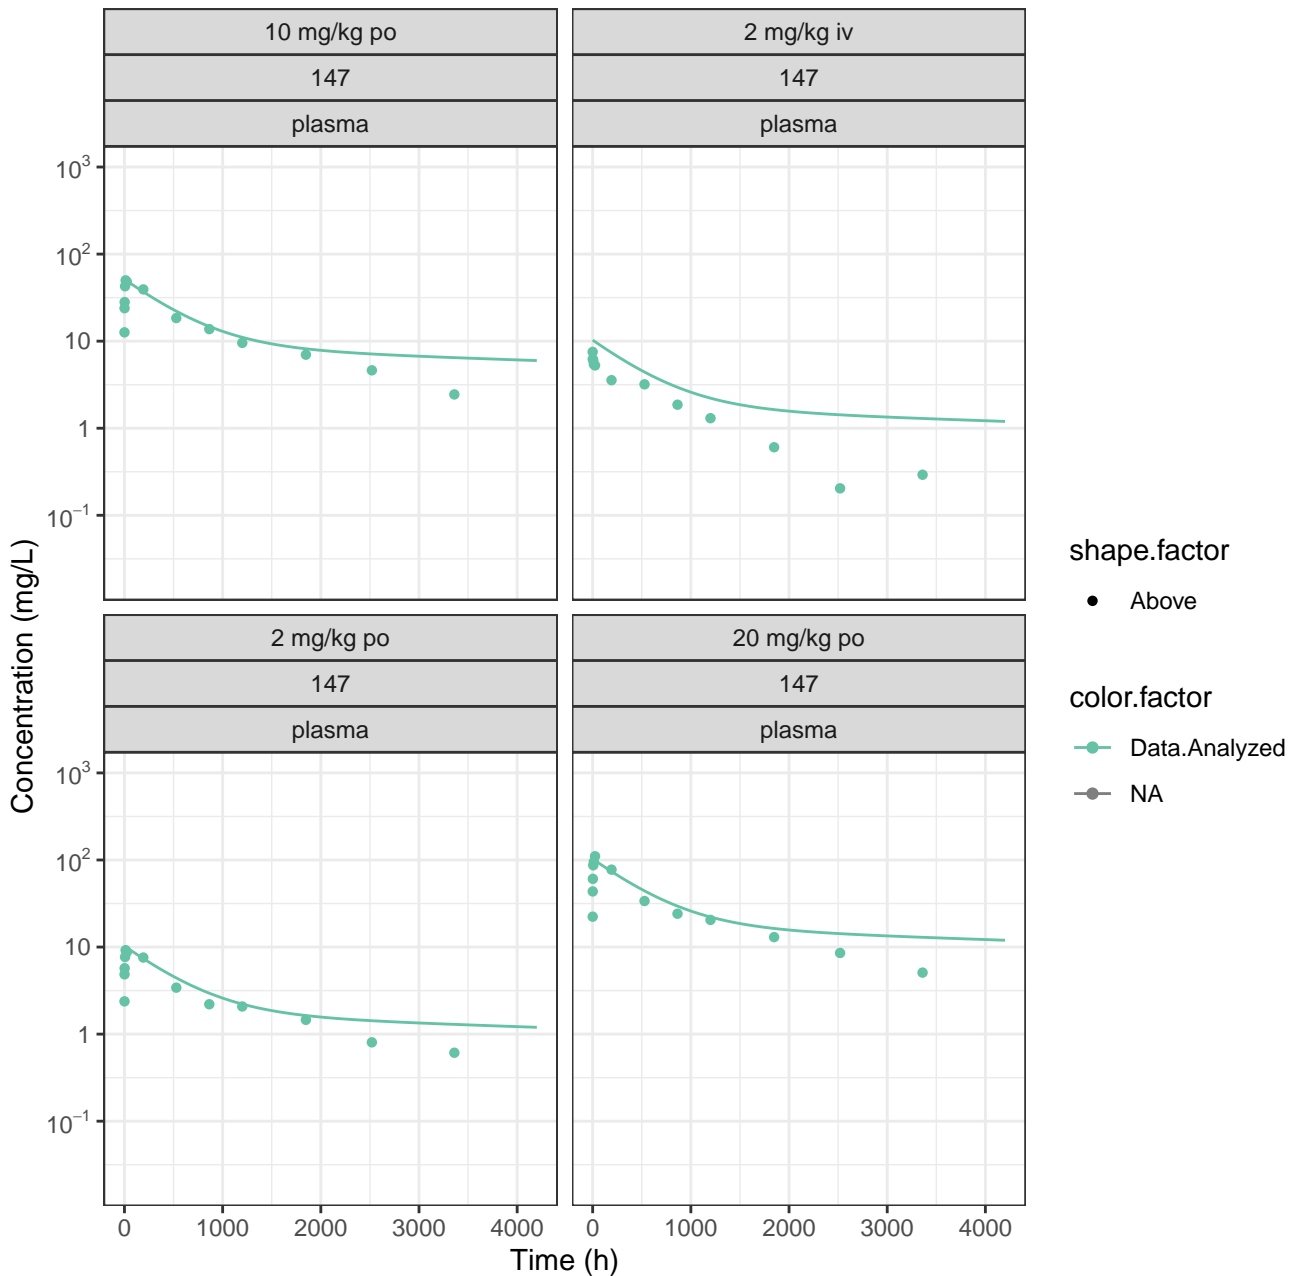 10 mg/kg po
147
plasma
2 mg/kg iv
147
plasma
10³
10²
10
1
10⁻¹
2 mg/kg po
147
plasma
20 mg/kg po
147
plasma
10³
10²
10
1
10⁻¹
0 1000 2000 3000 4000
0 1000 2000 3000 4000
Time (h)
Concentration (mg/L)
shape.factor
Above
color.factor
Data.Analyzed
NA